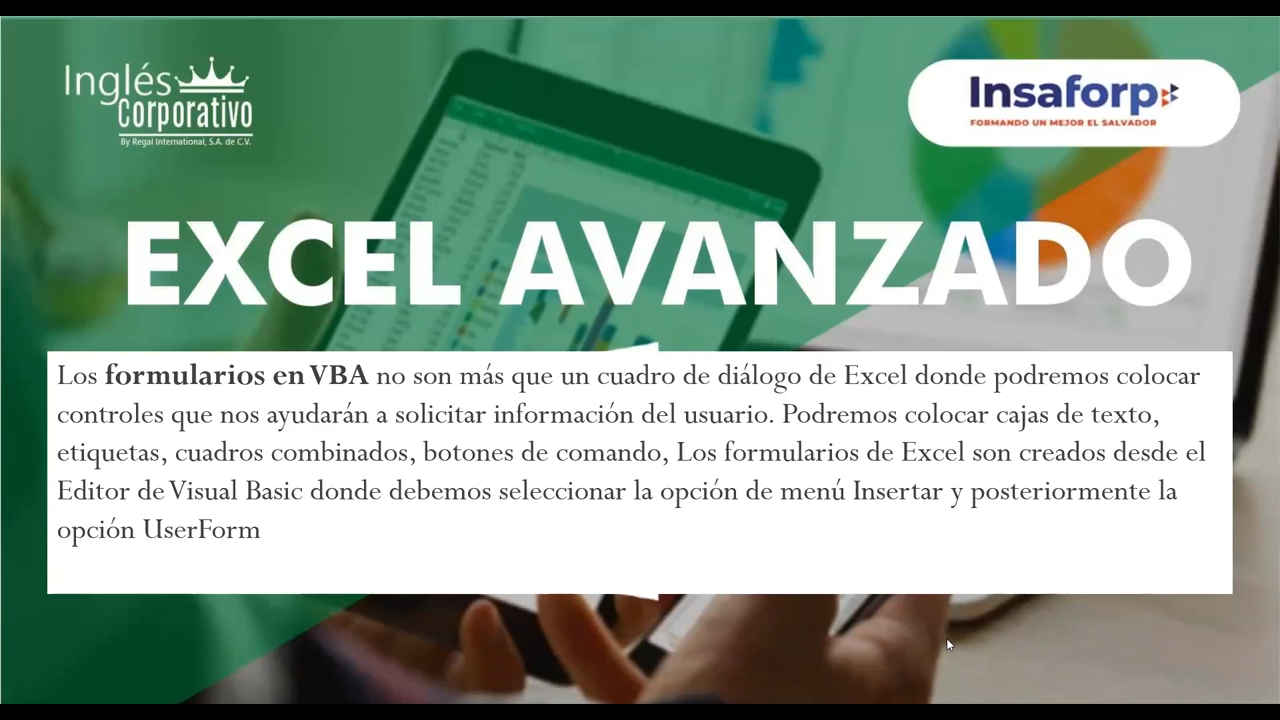 Inglés
Corporativo
By Regal International, S.A. de C.V.
Insaforp
FORMANDO UN MEJOR EL SALVADOR
EXCEL AVANZADO
Los formularios en VBA no son más que un cuadro de diálogo de Excel donde podremos colocar
controles que nos ayudarán a solicitar información del usuario. Podremos colocar cajas de texto,
etiquetas, cuadros combinados, botones de comando, Los formularios de Excel son creados desde el
Editor de Visual Basic donde debemos seleccionar la opción de menú Insertar y posteriormente la
opción UserForm